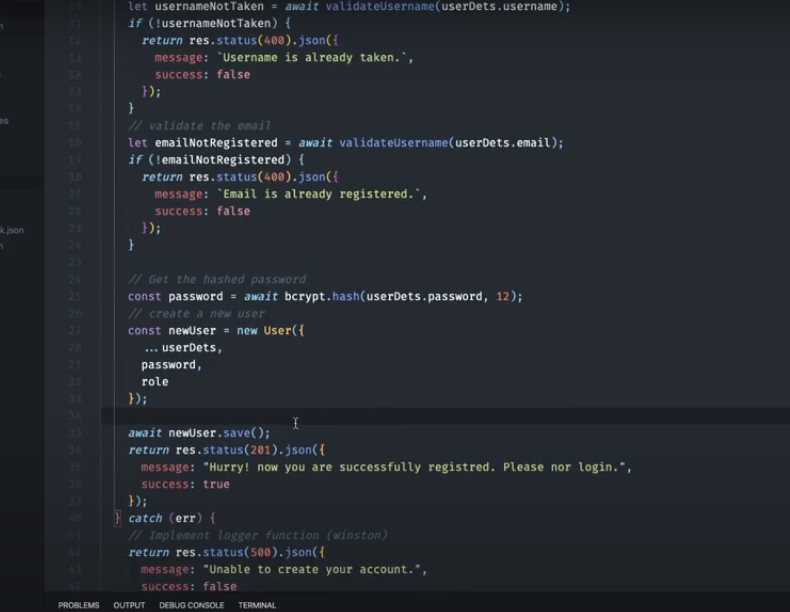 let usernameNotTaken = await validateUsername(userDets.username);
if (!usernameNotTaken) {
return res.status(400).json({
message: `Username is already taken.`,
success: false
});
}
// validate the email
let emailNotRegistered = await validateUsername(userDets.email);
if (!emailNotRegistered) {
return res.status(400).json({
message: `Email is already registered.`,
success: false
});
}
// Get the hashed password
const password = await bcrypt.hash(userDets.password, 12);
// create a new user
const newUser = new User({
...userDets,
password,
role
});
await newUser.save();
return res.status(201).json({
message: "Hurry! now you are successfully registred. Please nor login.",
success: true
});
} catch (err) {
// Implement logger function (winston)
return res.status(500).json({
message: "Unable to create your account.",
success: false
PROBLEMS OUTPUT DEBUG CONSOLE TERMINAL